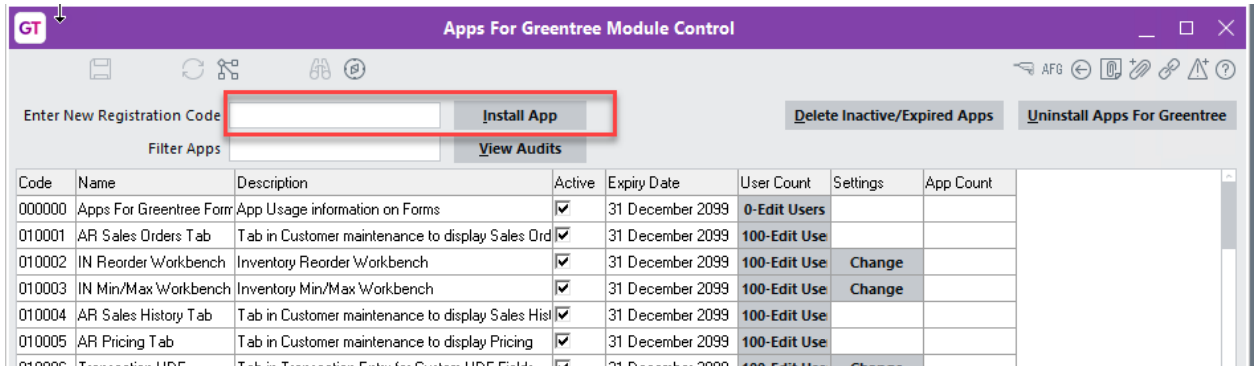 GT Apps For Greentree Module Control
AFG
Enter New Registration Code Install App Delete Inactive/Expired Apps Uninstall Apps For Greentree
Filter Apps View Audits
Code Name Description Active Expiry Date User Count Settings App Count
000000 Apps For Greentree Form App Usage information on Forms 31 December 2099 0-Edit Users
010001 AR Sales Orders Tab Tab in Customer maintenance to display Sales Ord 31 December 2099 100-Edit Use
010002 IN Reorder Workbench Inventory Reorder Workbench 31 December 2099 100-Edit Use Change
010003 IN Min/Max Workbench Inventory Min/Max Workbench 31 December 2099 100-Edit Use Change
010004 AR Sales History Tab Tab in Customer maintenance to display Sales Hist 31 December 2099 100-Edit Use
010005 AR Pricing Tab Tab in Customer maintenance to display Pricing 31 December 2099 100-Edit Use